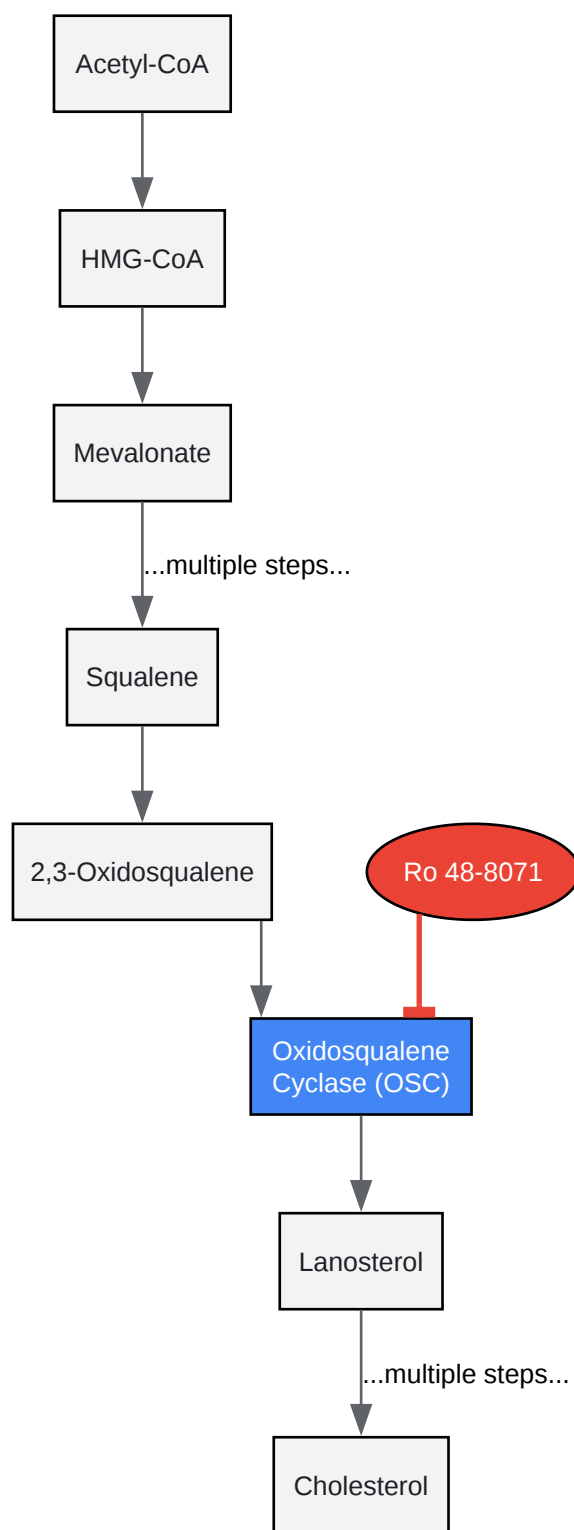 Acetyl-CoA
HMG-CoA
Mevalonate
...multiple steps...
Squalene
2,3-Oxidosqualene
Ro 48-8071
Oxidosqualene
Cyclase (OSC)
Lanosterol
...multiple steps...
Cholesterol